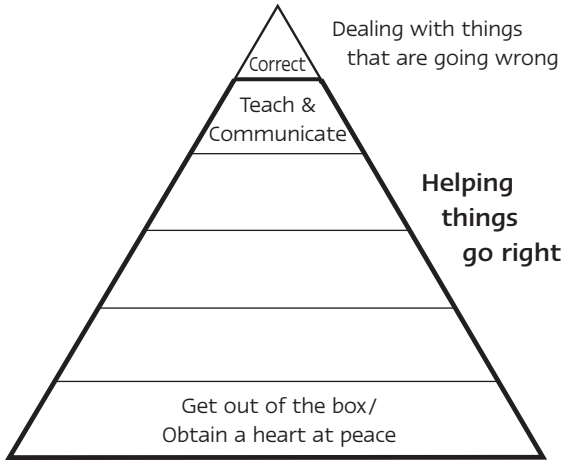 Dealing with things
that are going wrong
Correct
Teach &
Communicate
Helping
things
go right
Get out of the box/
Obtain a heart at peace